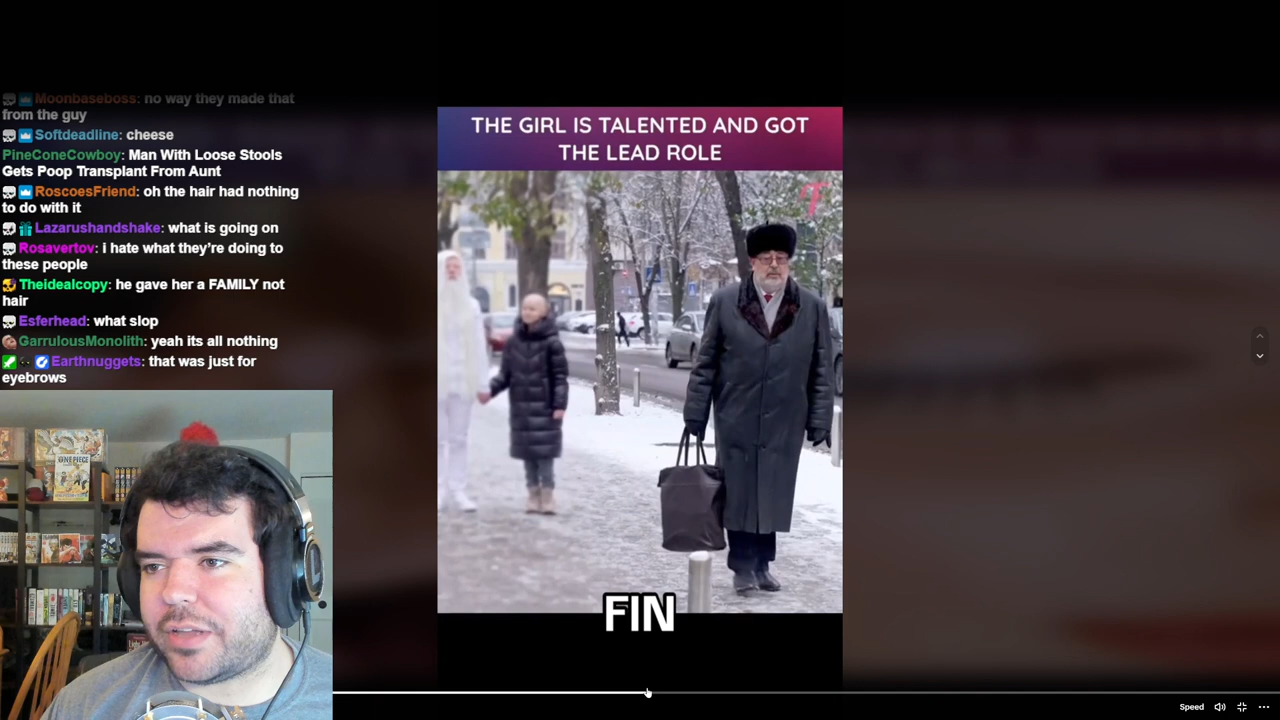 Moonbaseboss: no way they made that
from the guy
Softdeadline: cheese
PineConeCowboy: Man With Loose Stools
Gets Poop Transplant From Aunt
RoscoesFriend: oh the hair had nothing
to do with it
Lazarushandshake: what is going on
Rosavertov: i hate what they’re doing to
these people
Theidealcopy: he gave her a FAMILY not
hair
Esferhead: what slop
GarrulousMonolith: yeah its all nothing
Earthnuggets: that was just for
eyebrows
THE GIRL IS TALENTED AND GOT
THE LEAD ROLE
FIN
ONE PIECE
Speed